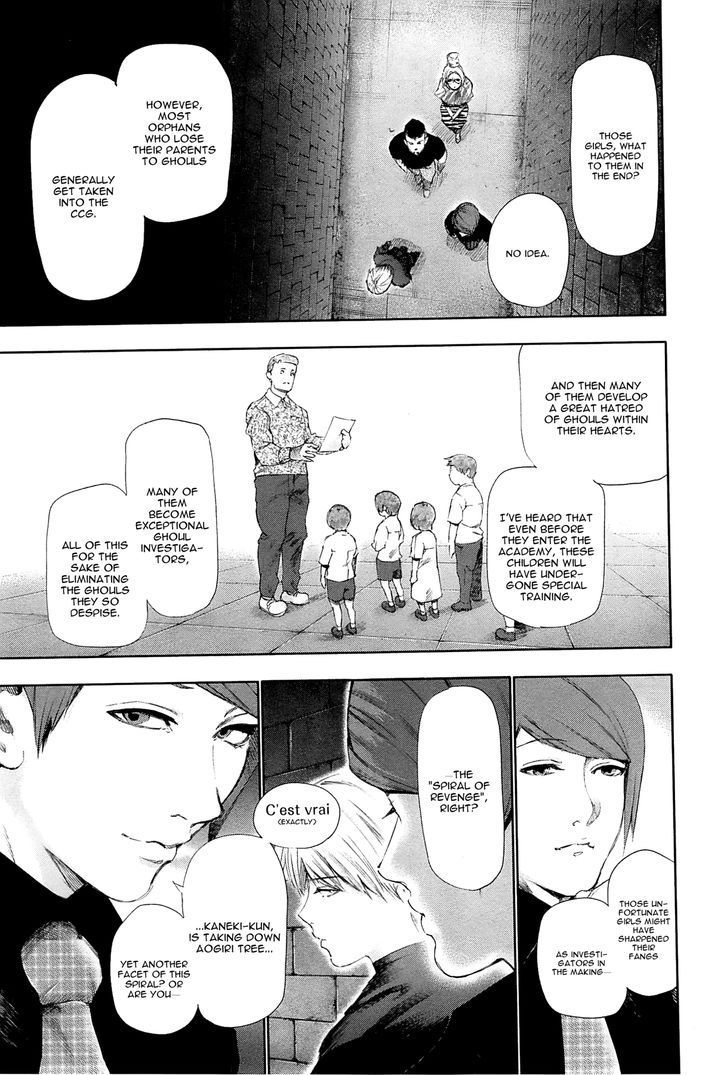 THOSE
GIRLS, WHAT
HAPPENED
TO THEM IN
THE END?
NO IDEA.
HOWEVER,
MOST
ORPHANS
WHO LOSE
THEIR PARENTS
TO GHOULS
GENERALLY
GET TAKEN
INTO THE
CCG.
AND THEN MANY
OF THEM DEVELOP
A GREAT HATRED
OF GHOULS WITHIN
THEIR HEARTS.
I'VE HEARD THAT
EVEN BEFORE
THEY ENTER THE
ACADEMY, THESE
CHILDREN WILL
HAVE UNDER-
GONE SPECIAL
TRAINING.
MANY OF
THEM BECOME
EXCEPTIONAL
GHOUL
INVESTIGA-
TORS,
ALL OF THIS
FOR THE
SAKE OF
ELIMINATING
THE GHOULS
THEY SO
DESPISE.
THOSE UN-
FORTUNATE
GIRLS MIGHT
HAVE
SHARPENED
THEIR
FANGS
AS INVESTI-
GATORS IN
THE MAKING—
—THE
"SPIRAL OF
REVENGE",
RIGHT?
C'est vrai
(EXACTLY)
...KANEKI-KUN,
IS TAKING DOWN
AOGIRI TREE...
YET ANOTHER
FACET OF THIS
SPIRAL? OR
ARE YOU—